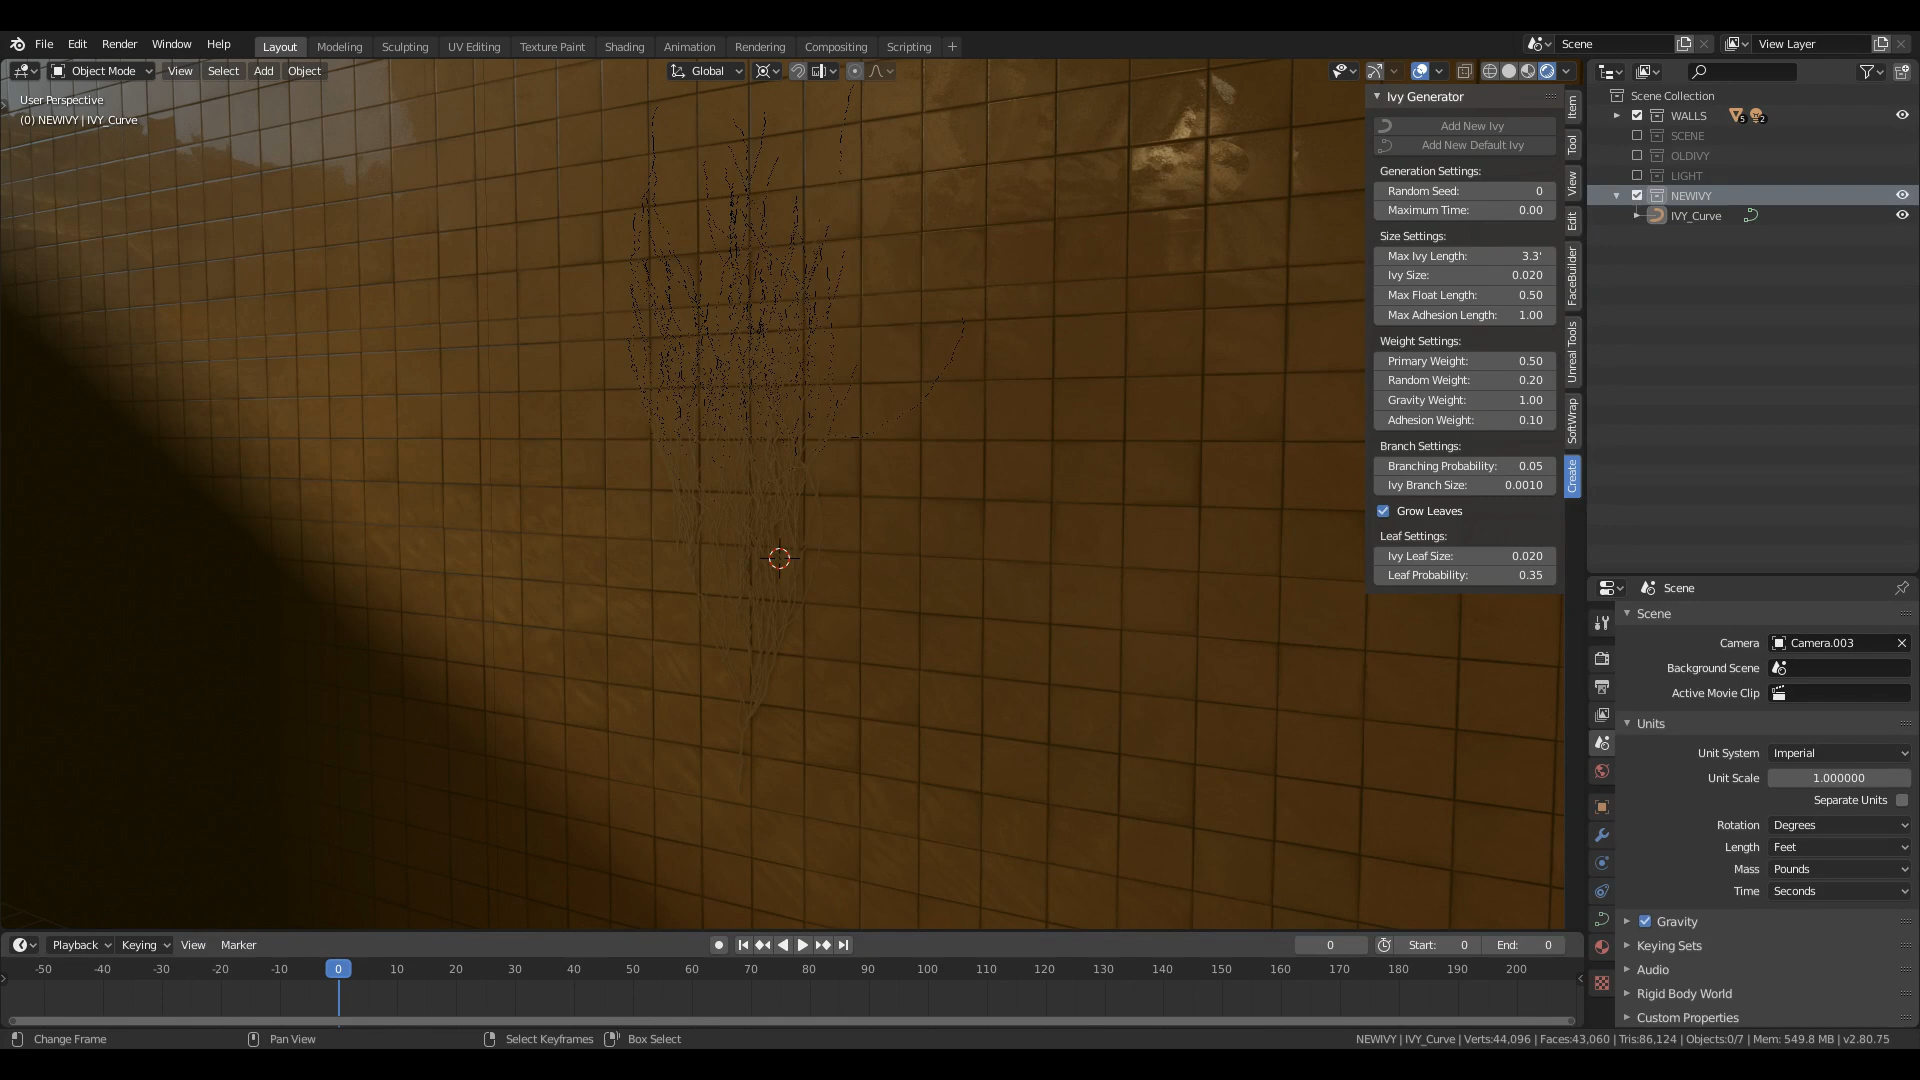 File Edit Render Window Help Layout Modeling Sculpting UV Editing Texture Paint Shading Animation Rendering Compositing Scripting + Scene View Layer
Object Mode View Select Add Object Global
User Perspective
(0) NEWIVY | IVY_Curve
Ivy Generator
Add New Ivy
Add New Default Ivy
Generation Settings:
Random Seed: 0
Maximum Time: 0.00
Size Settings:
Max Ivy Length: 3.3'
Ivy Size: 0.020
Max Float Length: 0.50
Max Adhesion Length: 1.00
Weight Settings:
Primary Weight: 0.50
Random Weight: 0.20
Gravity Weight: 1.00
Adhesion Weight: 0.10
Branch Settings:
Branching Probability: 0.05
Ivy Branch Size: 0.0010
Grow Leaves
Leaf Settings:
Ivy Leaf Size: 0.020
Leaf Probability: 0.35
Item
Tool
View
Edit
FaceBuilder
Unreal Tools
SoftWrap
Create
Scene Collection
WALLS 5 2
SCENE
OLDIVY
LIGHT
NEWIVY
IVY_Curve
Scene
Scene
Camera Camera.003
Background Scene
Active Movie Clip
Units
Unit System Imperial
Unit Scale 1.000000
Separate Units
Rotation Degrees
Length Feet
Mass Pounds
Time Seconds
Gravity
Keying Sets
Audio
Rigid Body World
Custom Properties
Playback Keying View Marker 0 Start: 0 End: 0
-50 -40 -30 -20 -10 0 10 20 30 40 50 60 70 80 90 100 110 120 130 140 150 160 170 180 190 200
Change Frame Pan View Select Keyframes Box Select NEWIVY | IVY_Curve | Verts:44,096 | Faces:43,060 | Tris:86,124 | Objects:0/7 | Mem: 549.8 MB | v2.80.75